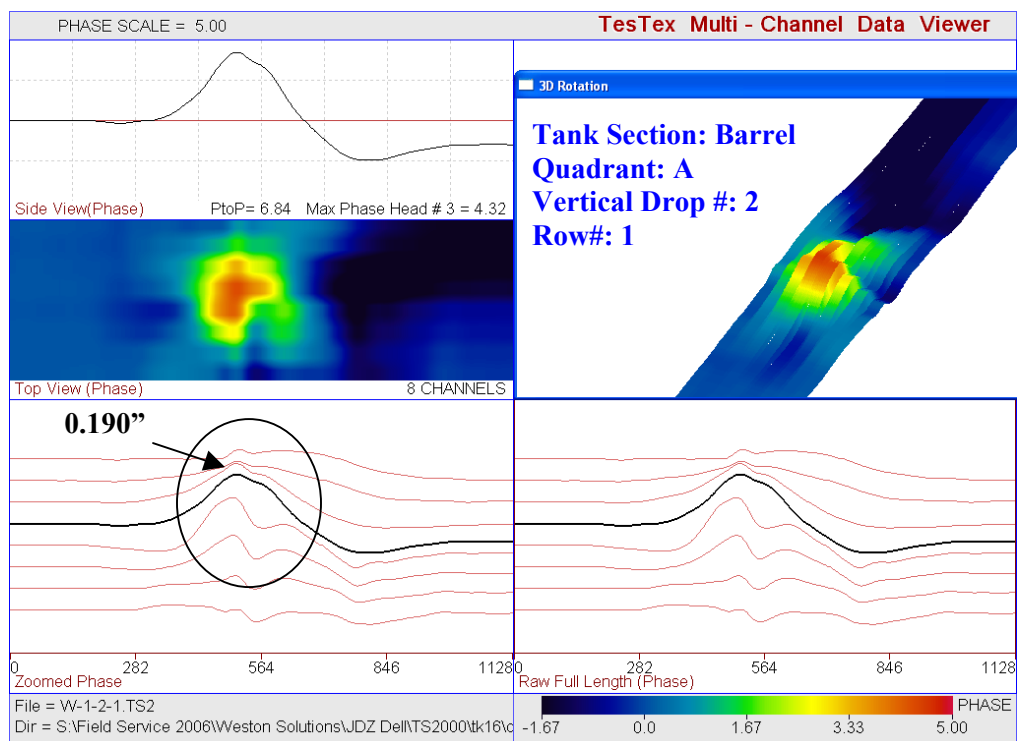 PHASE SCALE = 5.00
TesTex Multi - Channel Data Viewer
Side View(Phase) PtoP= 6.84 Max Phase Head # 3 = 4.32
3D Rotation
Tank Section: Barrel
Quadrant: A
Vertical Drop #: 2
Row#: 1
Top View (Phase) 8 CHANNELS
0.190”
0 282 564 846 1128
Zoomed Phase
0 282 564 846 1128
Raw Full Length (Phase)
File = W-1-2-1.TS2
Dir = S:\Field Service 2006\Weston Solutions\JDZ Dell\TS2000\tk16\
PHASE
-1.67 0.0 1.67 3.33 5.00